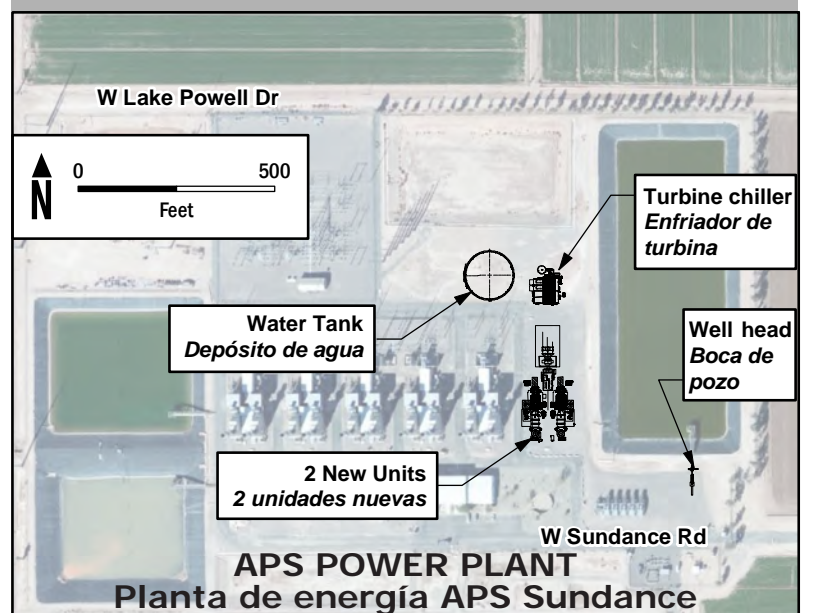 W Lake Powell Dr
0 500
N
Feet
Turbine chiller
Enfriador de
turbina
Water Tank
Depósito de agua
Well head
Boca de
pozo
2 New Units
2 unidades nuevas
W Sundance Rd
APS POWER PLANT
Planta de energía APS Sundance